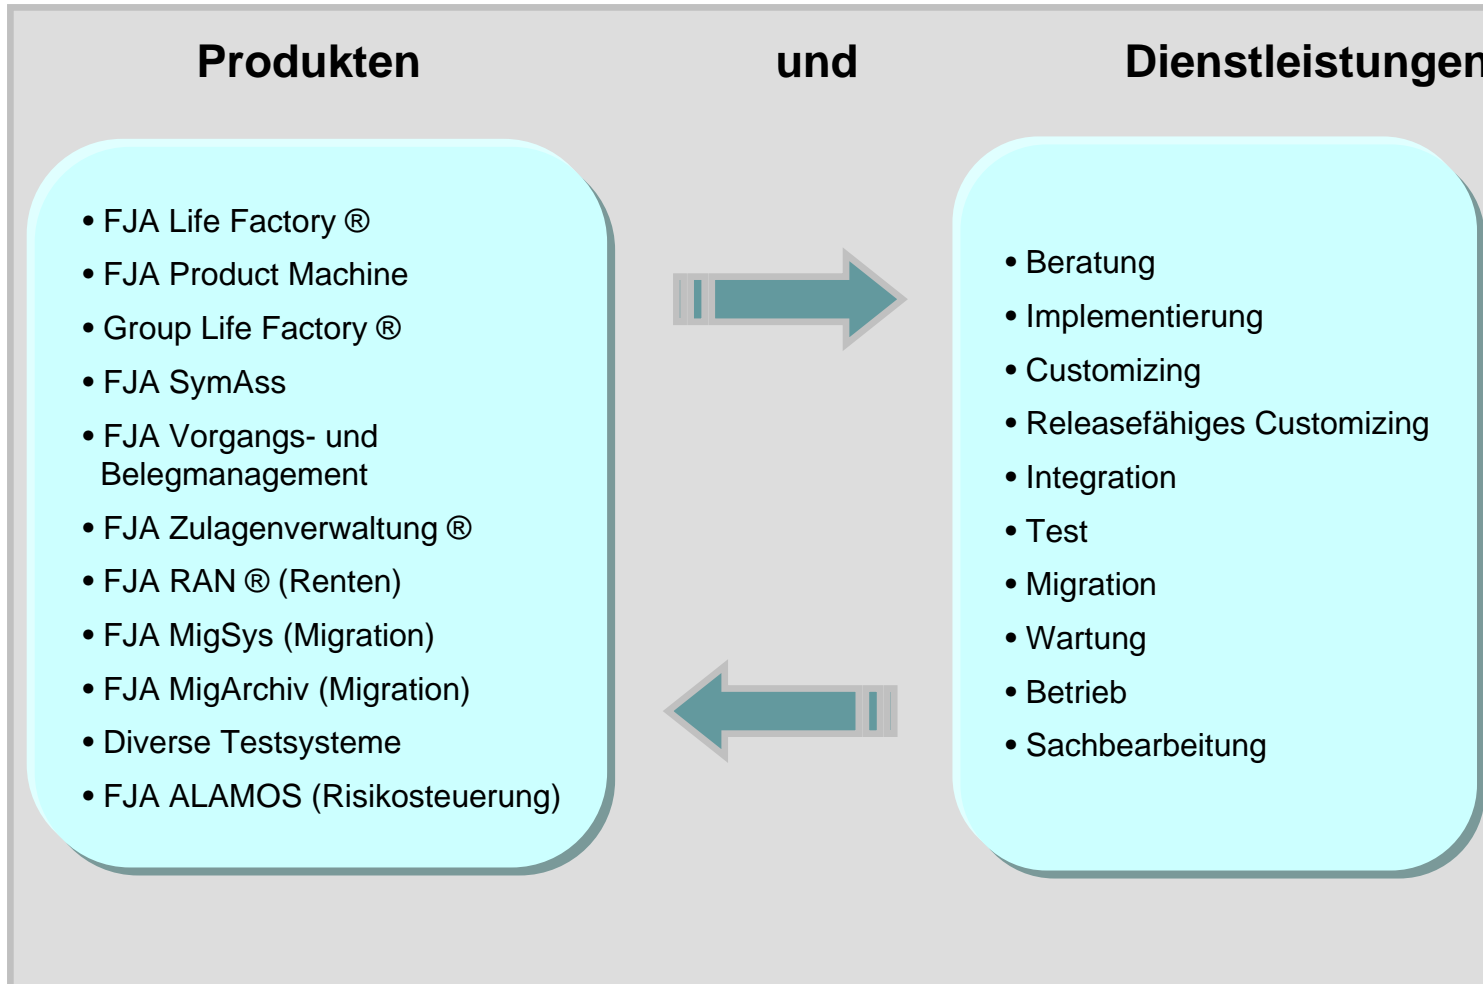 Produkten und Dienstleistungen
• FJA Life Factory ®
• FJA Product Machine
• Group Life Factory ®
• FJA SymAss
• FJA Vorgangs- und
Belegmanagement
• FJA Zulagenverwaltung ®
• FJA RAN ® (Renten)
• FJA MigSys (Migration)
• FJA MigArchiv (Migration)
• Diverse Testsysteme
• FJA ALAMOS (Risikosteuerung)
• Beratung
• Implementierung
• Customizing
• Releasefähiges Customizing
• Integration
• Test
• Migration
• Wartung
• Betrieb
• Sachbearbeitung